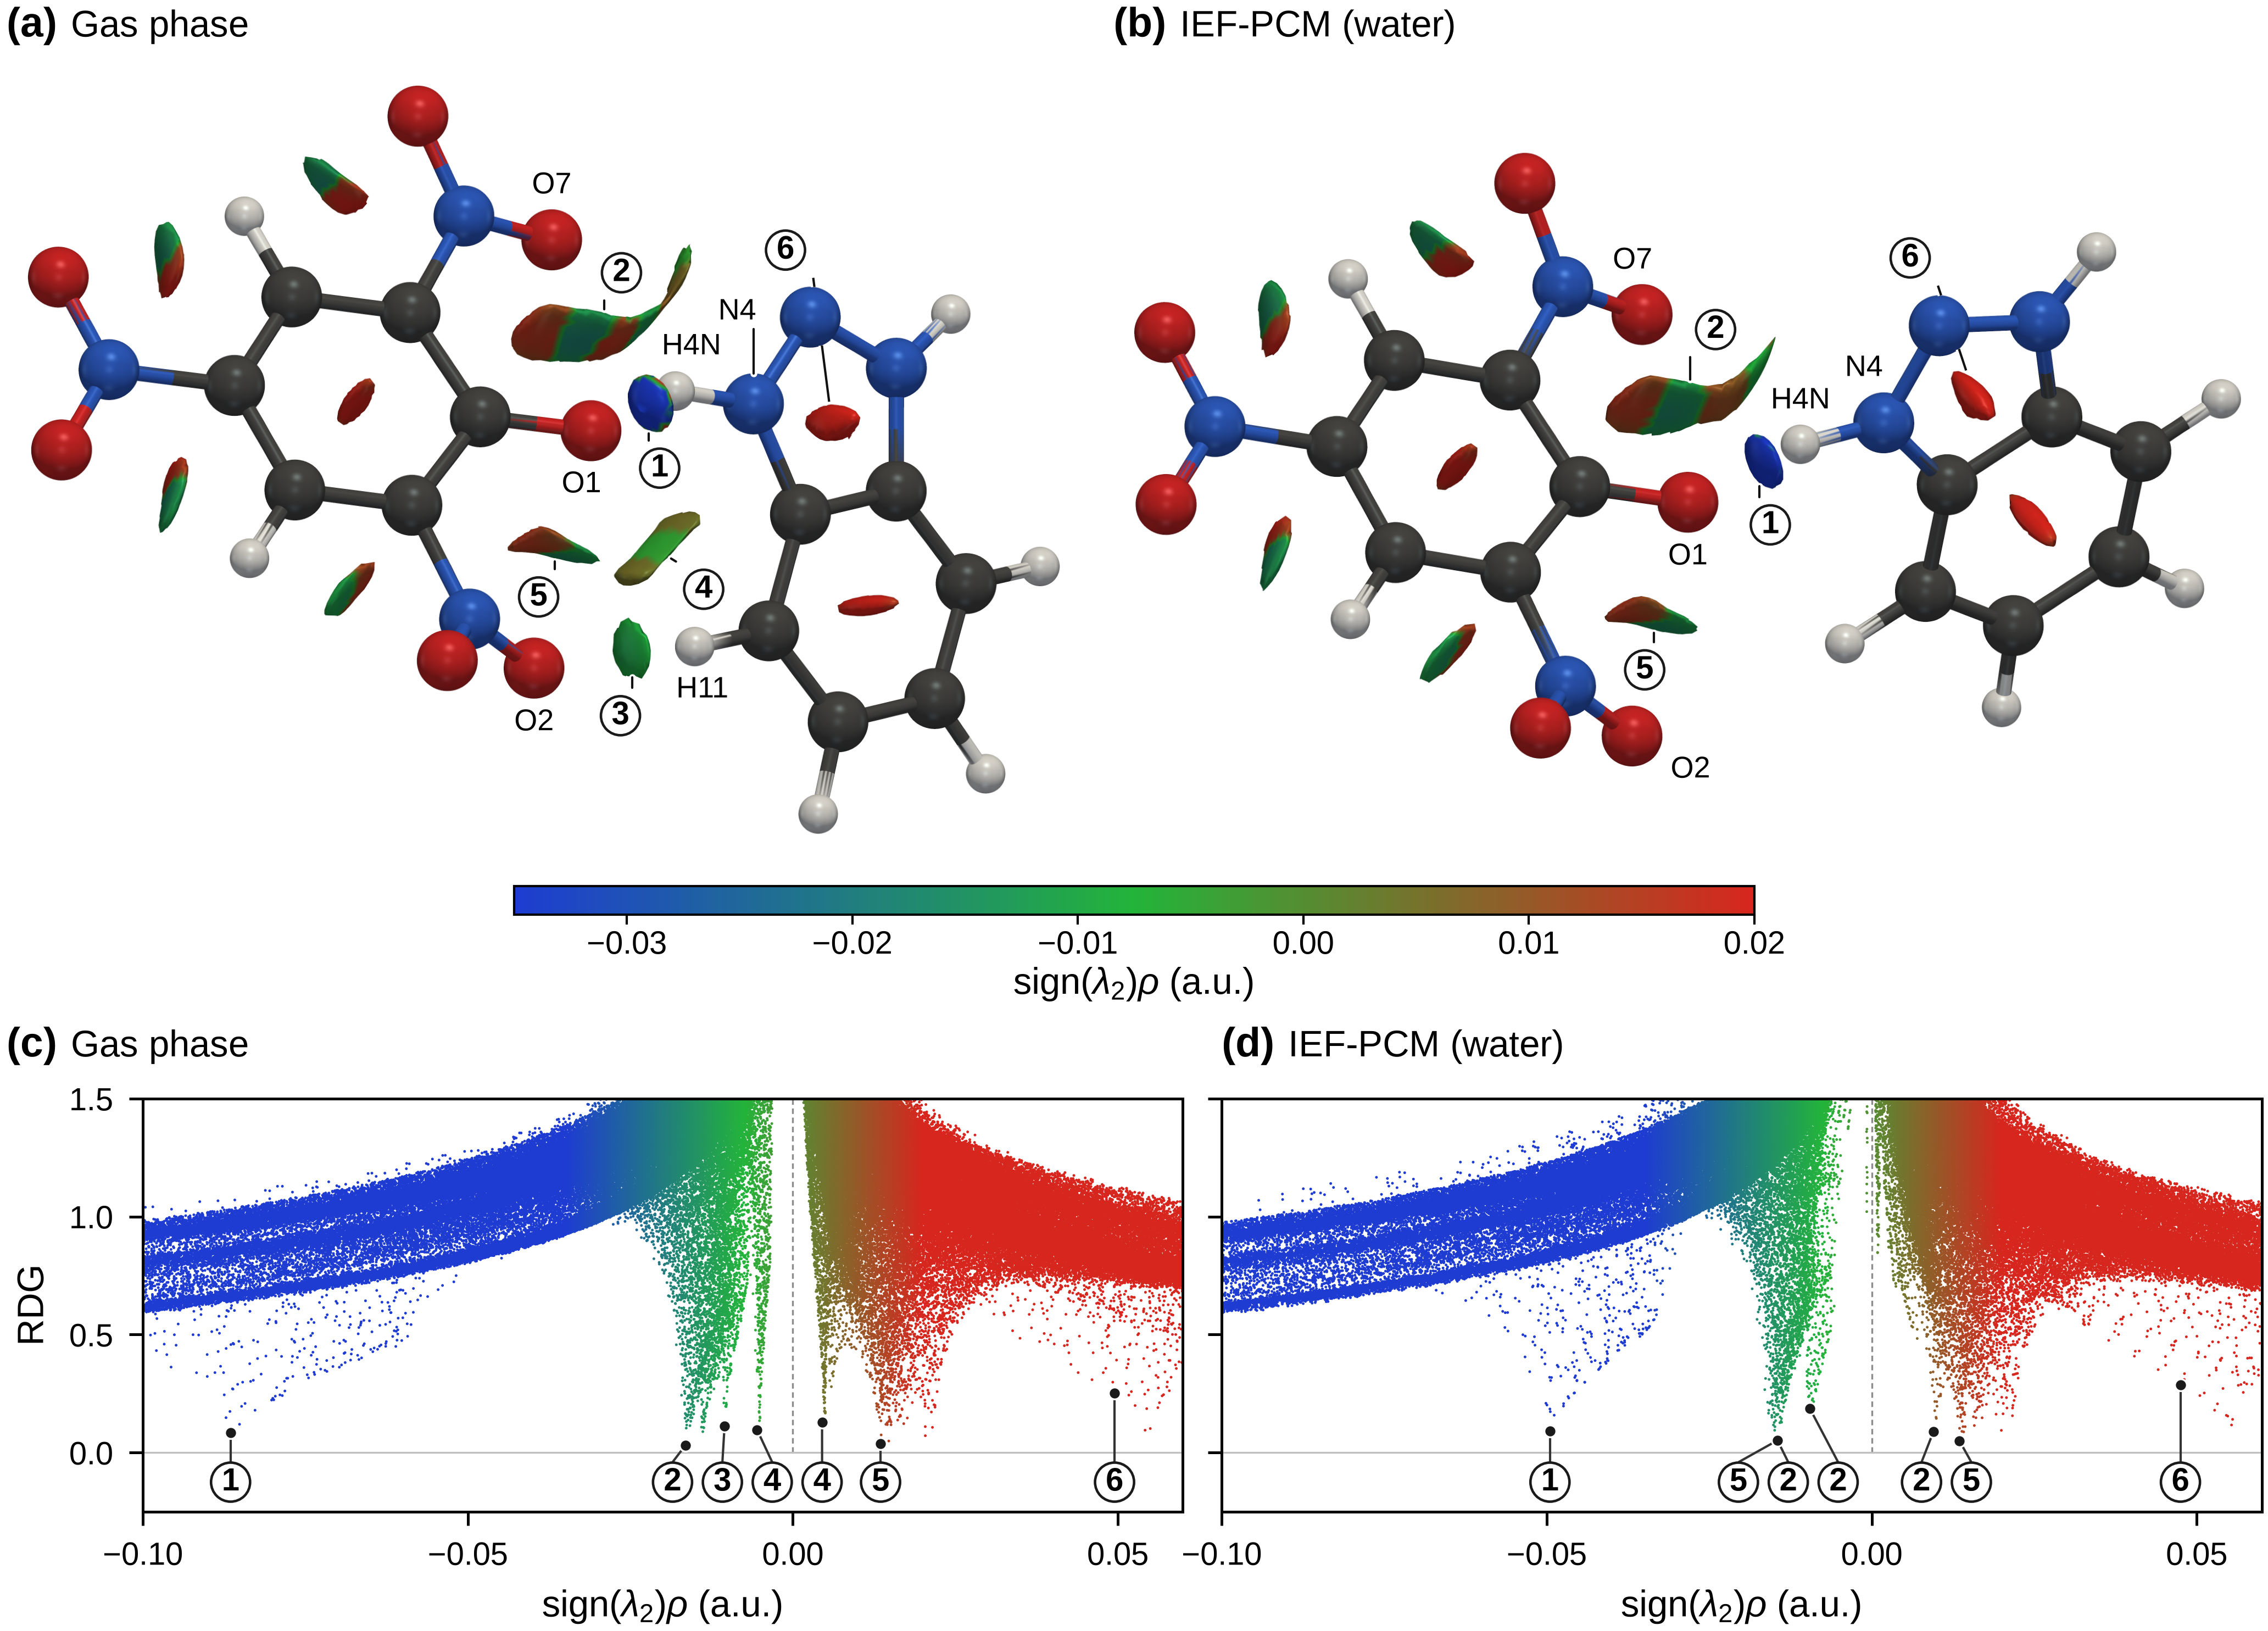 (a) Gas phase
(b) IEF-PCM (water)
O7
2
6
N4
H4N
1
O1
5
4
3
H11
O2
O7
6
2
N4
H4N
1
O1
5
O2
−0.03 −0.02 −0.01 0.00 0.01 0.02
sign(λ₂)ρ (a.u.)
(c) Gas phase
(d) IEF-PCM (water)
1.5
1.0
0.5
0.0
RDG
1 2 3 4 4 5 6
−0.10 −0.05 0.00 0.05
sign(λ₂)ρ (a.u.)
1 5 2 2 2 5 6
−0.10 −0.05 0.00 0.05
sign(λ₂)ρ (a.u.)